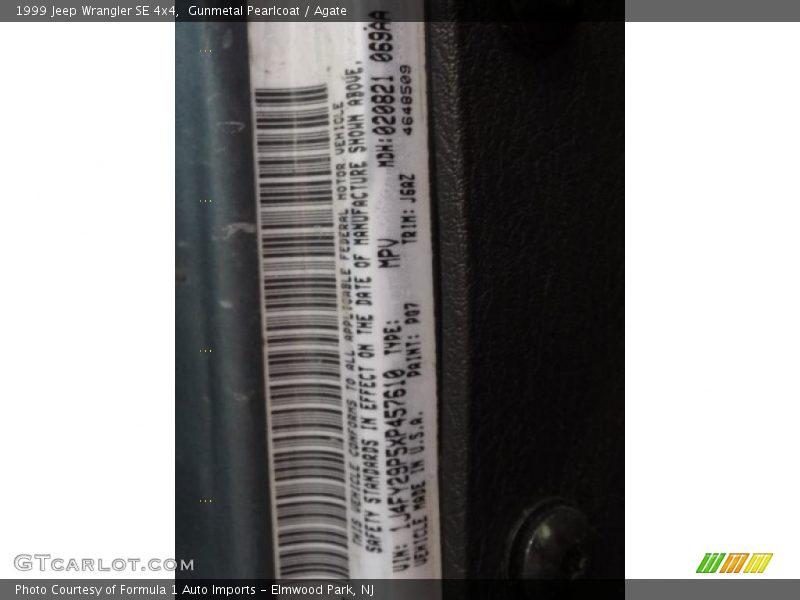 1999 Jeep Wrangler SE 4x4, Gunmetal Pearlcoat / Agate
THIS VEHICLE CONFORMS TO ALL APPLICABLE FEDERAL MOTOR VEHICLE
SAFETY STANDARDS IN EFFECT ON THE DATE OF MANUFACTURE SHOWN ABOVE.
VIN: 1J4FY29P5XP457610 TYPE: MPV MDH: 020821 069AA
VEHICLE MADE IN U.S.A. PAINT: PQ7 TRIM: J6AZ 4648509
GTCARLOT.COM
Photo Courtesy of Formula 1 Auto Imports - Elmwood Park, NJ